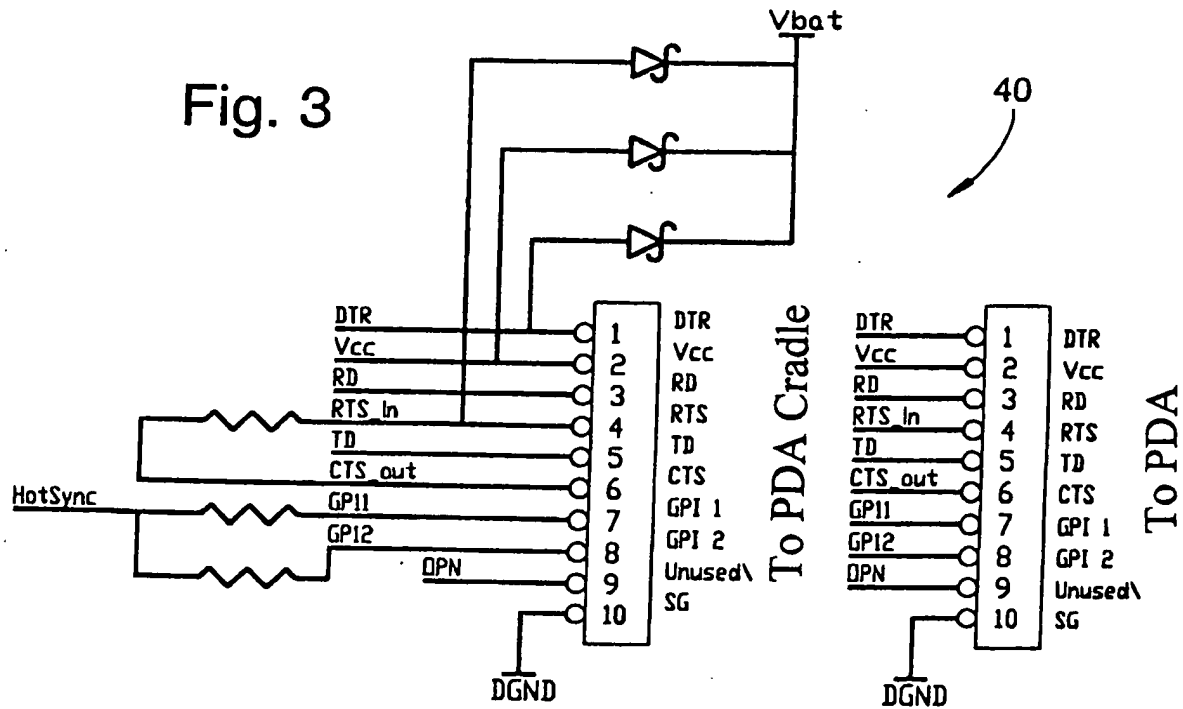 Vbat
Fig. 3
40
DTR
Vcc
RD
RTS_In
TD
CTS_out
HotSync
GPI1
GPI2
OPN
DGND
1
2
3
4
5
6
7
8
9
10
DTR
Vcc
RD
RTS
TD
CTS
GPI 1
GPI 2
Unused\
SG
To PDA Cradle
DTR
Vcc
RD
RTS_In
TD
CTS_out
GPI1
GPI2
OPN
DGND
1
2
3
4
5
6
7
8
9
10
DTR
Vcc
RD
RTS
TD
CTS
GPI 1
GPI 2
Unused\
SG
To PDA